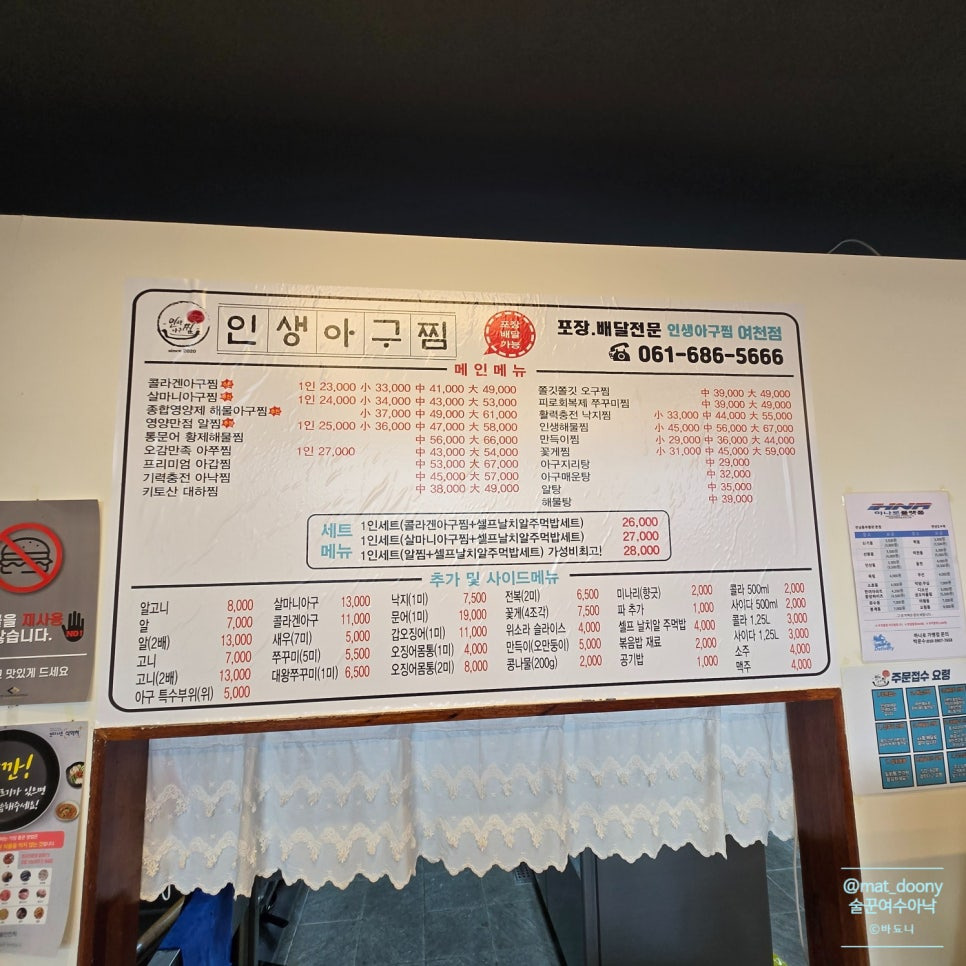 인생아구찜
since 2020
인생아구찜
포장 배달 가능
포장.배달전문 인생아구찜 여천점
☎ 061-686-5666
메인메뉴
콜라겐아구찜 1인 23,000 小 33,000 中 41,000 大 49,000
살마니아구찜 1인 24,000 小 34,000 中 43,000 大 53,000
종합영양제 해물아구찜 小 37,000 中 49,000 大 61,000
영양만점 알찜 1인 25,000 小 36,000 中 47,000 大 58,000
통문어 황제해물찜 中 56,000 大 66,000
오감만족 아쭈찜 1인 27,000 中 43,000 大 54,000
프리미엄 아갑찜 中 53,000 大 67,000
기력충전 아낙찜 中 45,000 大 57,000
키토산 대하찜 中 38,000 大 49,000
쫄깃쫄깃 오구찜 中 39,000 大 49,000
피로회복제 쭈꾸미찜 中 39,000 大 49,000
활력충전 낙지찜 小 33,000 中 44,000 大 55,000
인생해물찜 小 45,000 中 56,000 大 67,000
만득이찜 小 29,000 中 36,000 大 44,000
꽃게찜 小 31,000 中 45,000 大 59,000
아구지리탕 中 29,000
아구매운탕 中 32,000
알탕 中 35,000
해물탕 中 39,000
세트 메뉴
1인세트(콜라겐아구찜+셀프날치알주먹밥세트) 26,000
1인세트(살마니아구찜+셀프날치알주먹밥세트) 27,000
1인세트(알찜+셀프날치알주먹밥세트) 가성비최고! 28,000
추가 및 사이드메뉴
알고니 8,000
알 7,000
알(2배) 13,000
고니 7,000
고니(2배) 13,000
아구 특수부위(위) 5,000
살마니아구 13,000
콜라겐아구 11,000
새우(7미) 5,000
쭈꾸미(5미) 5,500
대왕쭈꾸미(1미) 6,500
낙지(1미) 7,500
문어(1미) 19,000
갑오징어(1미) 11,000
오징어몸통(1미) 4,000
오징어몸통(2미) 8,000
전복(2미) 6,500
꽃게(4조각) 7,500
위소라 슬라이스 4,000
만득이(오만둥이) 5,000
콩나물(200g) 2,000
미나리(향긋) 2,000
파 추가 1,000
셀프 날치알 주먹밥 4,000
볶음밥 재료 2,000
공기밥 1,000
콜라 500ml 2,000
사이다 500ml 2,000
콜라 1,25L 3,000
사이다 1,25L 3,000
소주 4,000
맥주 4,000
재사용
않습니다.
NO!
맛있게 드세요
HNA
하나로플랫폼
Delivery
주문접수 요령
@mat_doony
술꾼여수아낙
ⓒ바됴니